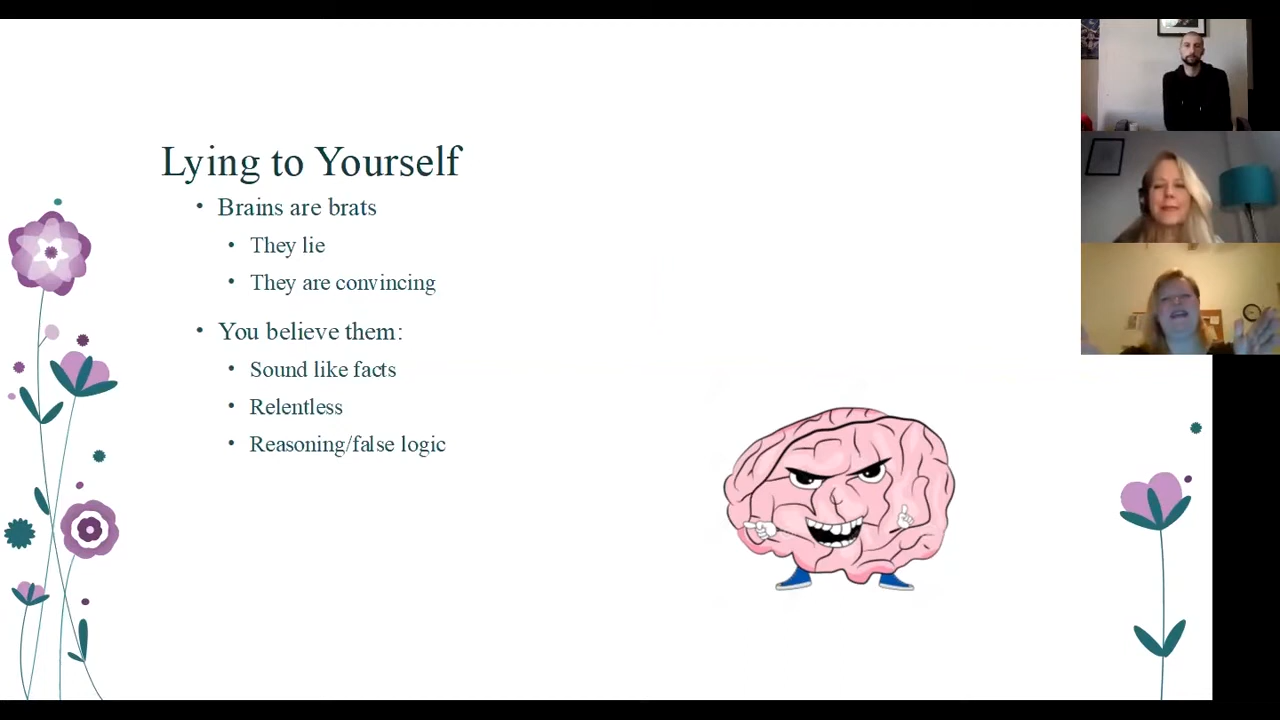 Lying to Yourself
• Brains are brats
• They lie
• They are convincing
• You believe them:
• Sound like facts
• Relentless
• Reasoning/false logic